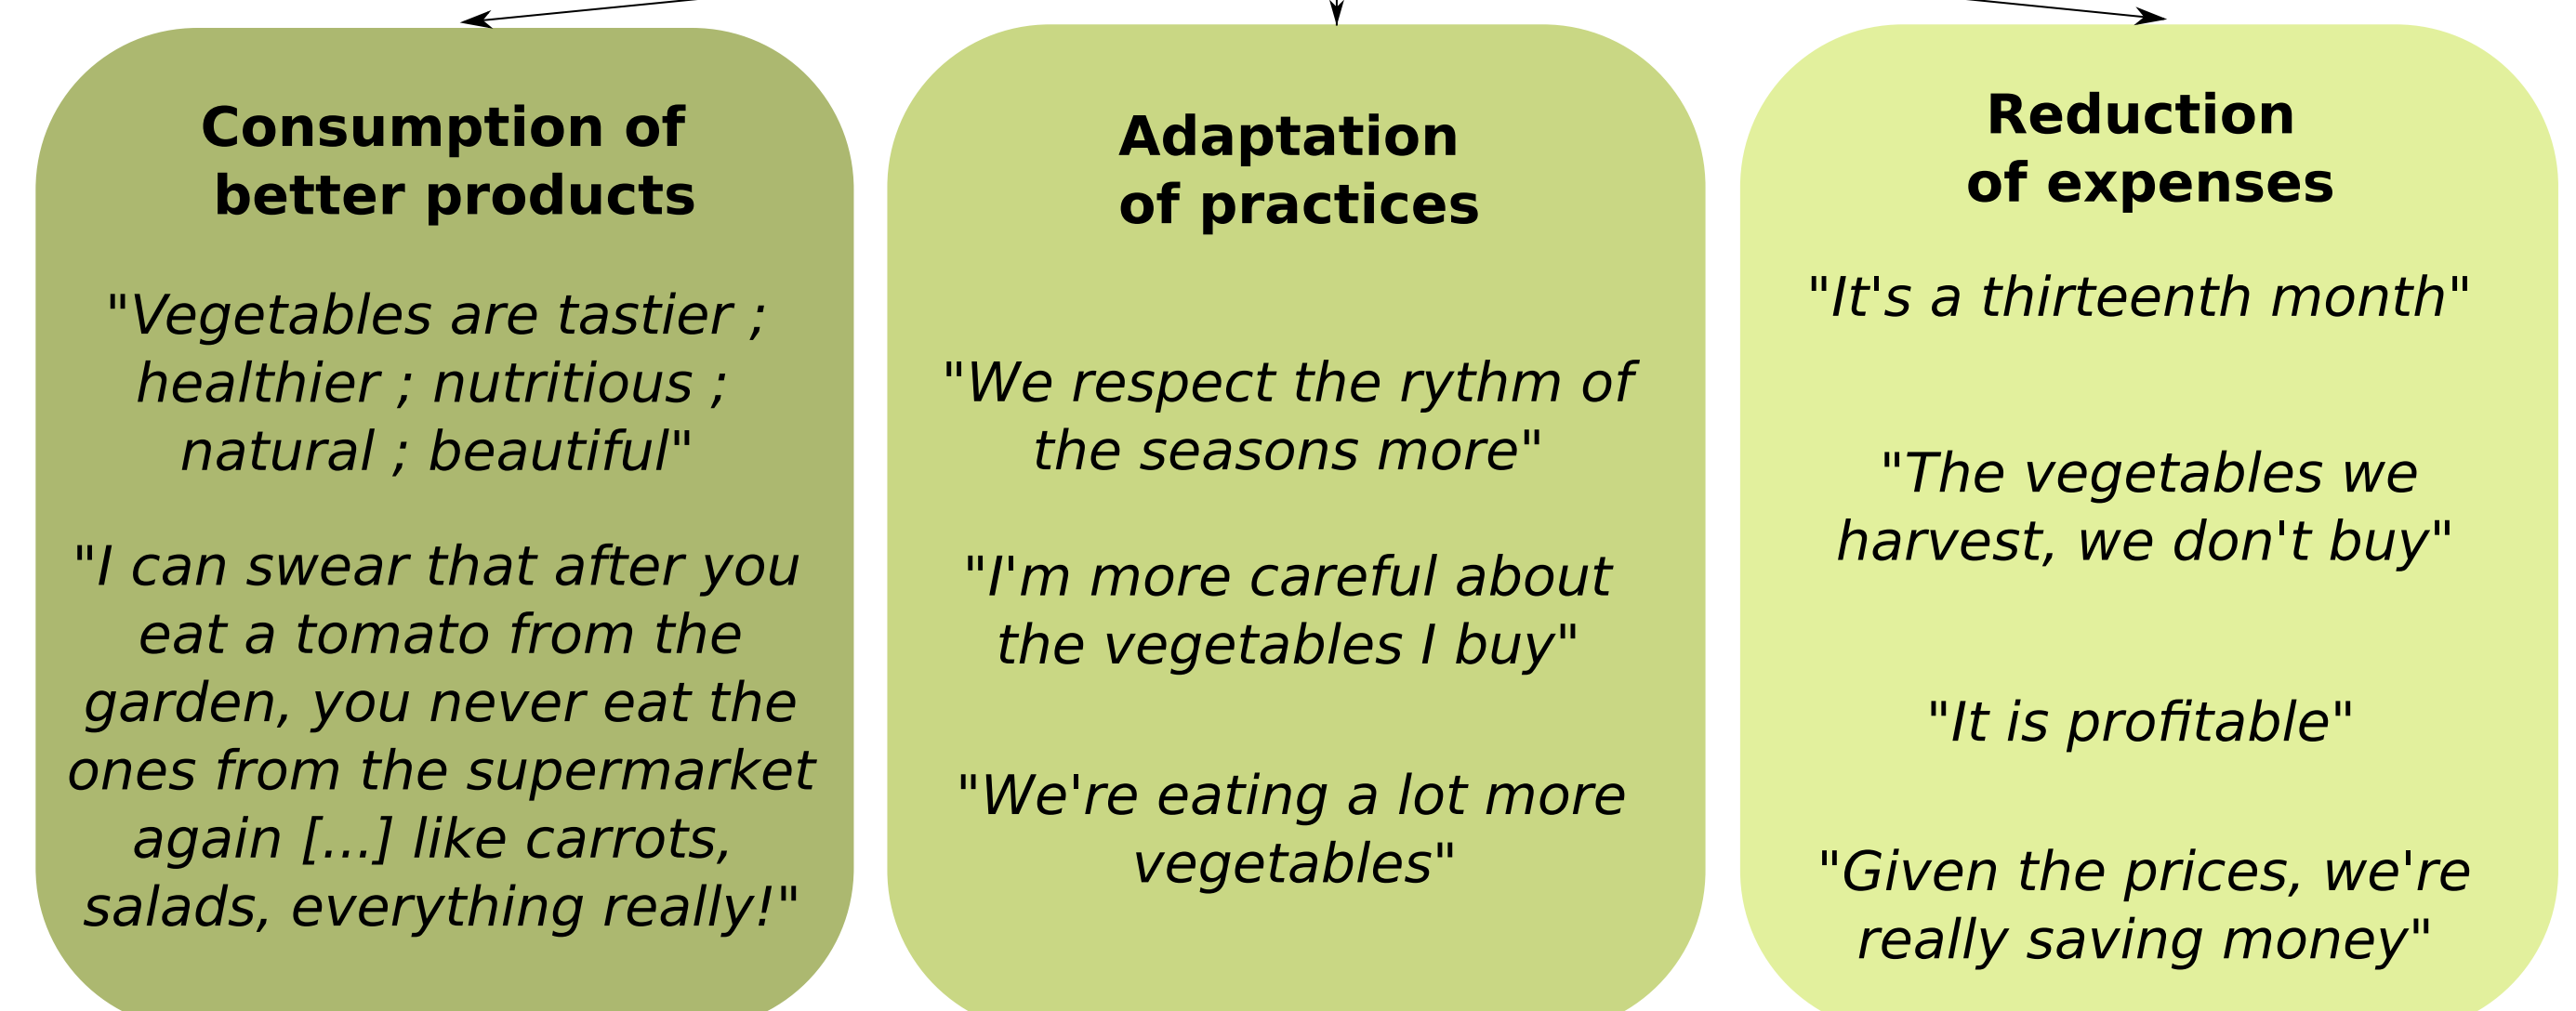 Consumption of
better products
"Vegetables are tastier ;
healthier ; nutritious ;
natural ; beautiful"
"I can swear that after you
eat a tomato from the
garden, you never eat the
ones from the supermarket
again [...] like carrots,
salads, everything really!"
Adaptation
of practices
"We respect the rythm of
the seasons more"
"I'm more careful about
the vegetables I buy"
"We're eating a lot more
vegetables"
Reduction
of expenses
"It's a thirteenth month"
"The vegetables we
harvest, we don't buy"
"It is profitable"
"Given the prices, we're
really saving money"